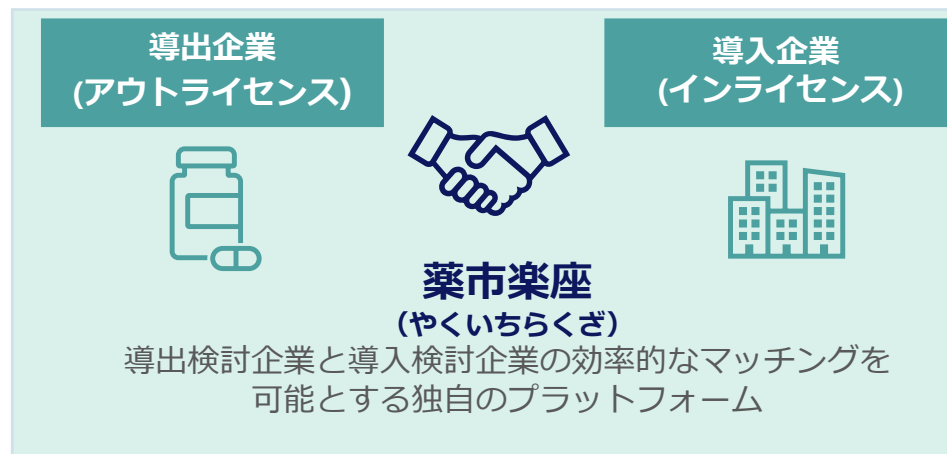 導出企業
(アウトライセンス)
導入企業
(インライセンス)
薬市楽座
（やくいちらくざ）
導出検討企業と導入検討企業の効率的なマッチングを
可能とする独自のプラットフォーム